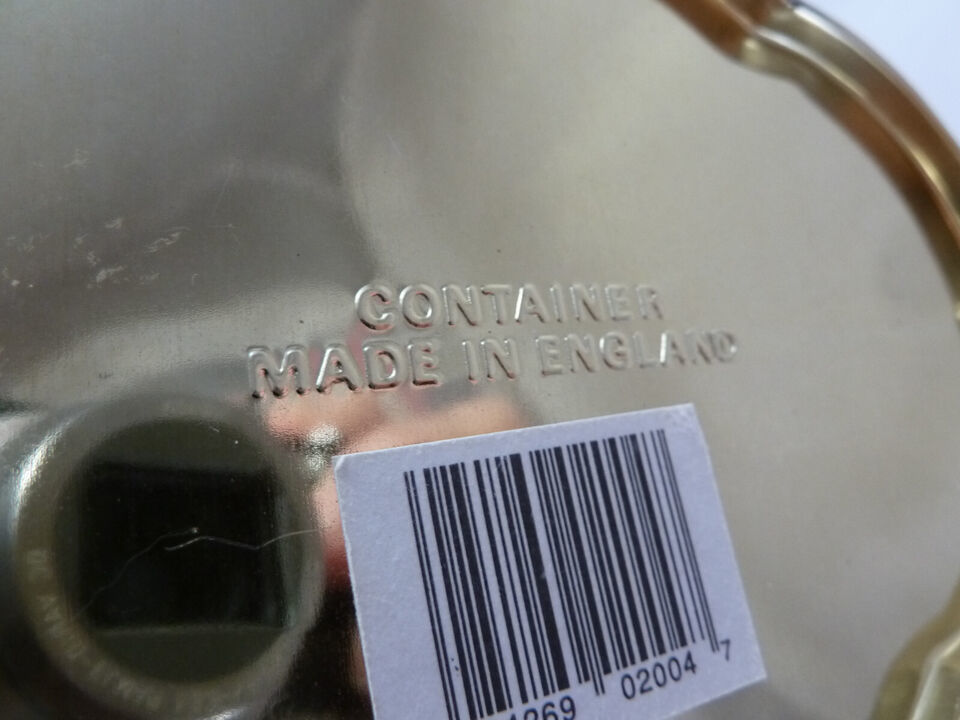 CONTAINER
MADE IN ENGLAND
02004 7